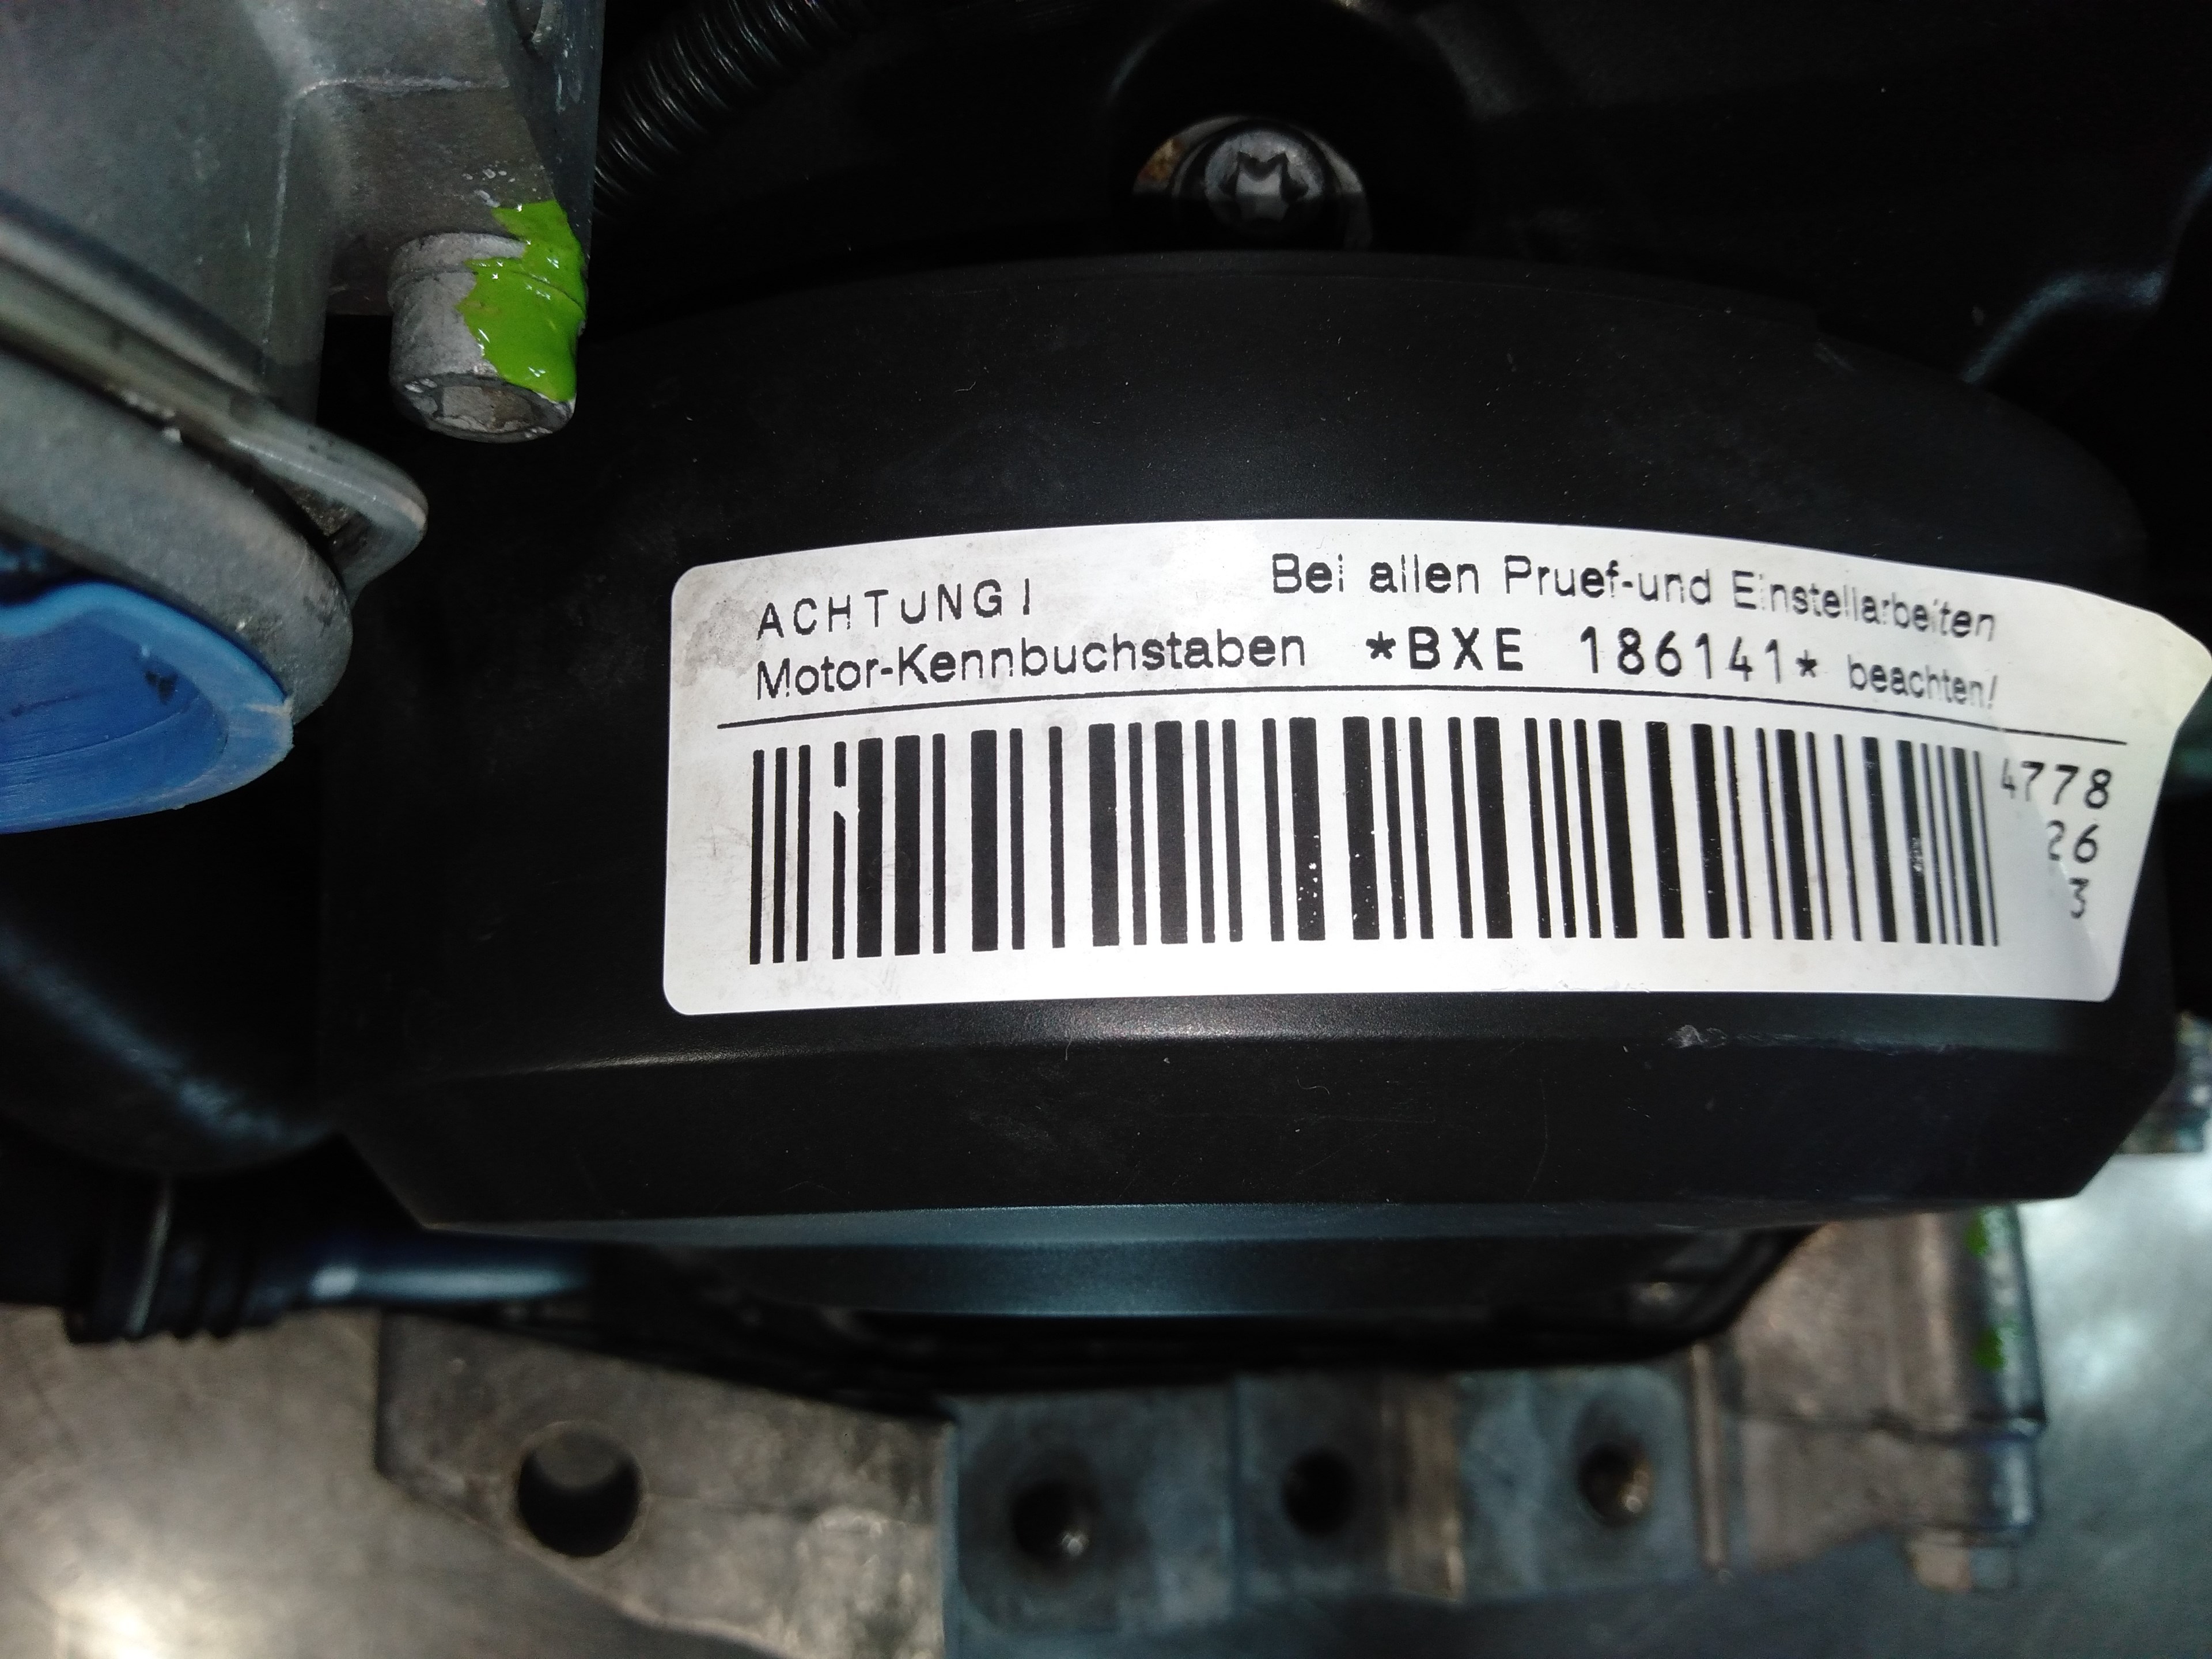 ACHTUNG! Bei allen Pruef-und Einstellarbeiten
Motor-Kennbuchstaben *BXE 186141* beachten!
4778
26
3